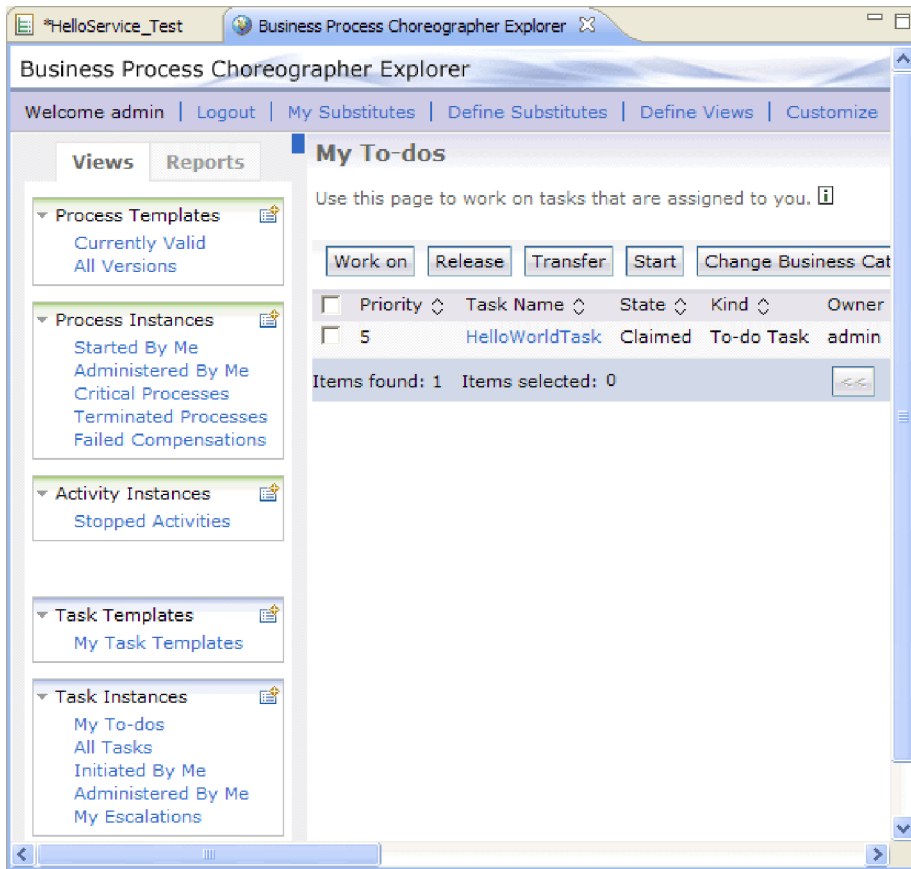 *HelloService_Test
Business Process Choreographer Explorer
Business Process Choreographer Explorer
Welcome admin | Logout | My Substitutes | Define Substitutes | Define Views | Customize
Views
Reports
Process Templates
Currently Valid
All Versions
Process Instances
Started By Me
Administered By Me
Critical Processes
Terminated Processes
Failed Compensations
Activity Instances
Stopped Activities
Task Templates
My Task Templates
Task Instances
My To-dos
All Tasks
Initiated By Me
Administered By Me
My Escalations
My To-dos
Use this page to work on tasks that are assigned to you. i
Work on Release Transfer Start Change Business Cat
Priority Task Name State Kind Owner
5 HelloWorldTask Claimed To-do Task admin
Items found: 1 Items selected: 0 <<